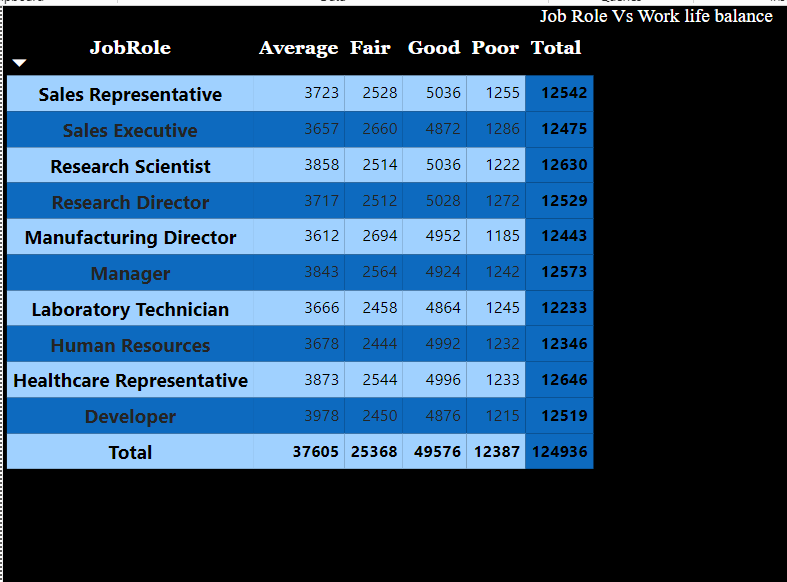 Job Role Vs Work life balance
JobRole Average Fair Good Poor Total
Sales Representative 3723 2528 5036 1255 12542
Sales Executive 3657 2660 4872 1286 12475
Research Scientist 3858 2514 5036 1222 12630
Research Director 3717 2512 5028 1272 12529
Manufacturing Director 3612 2694 4952 1185 12443
Manager 3843 2564 4924 1242 12573
Laboratory Technician 3666 2458 4864 1245 12233
Human Resources 3678 2444 4992 1232 12346
Healthcare Representative 3873 2544 4996 1233 12646
Developer 3978 2450 4876 1215 12519
Total 37605 25368 49576 12387 124936